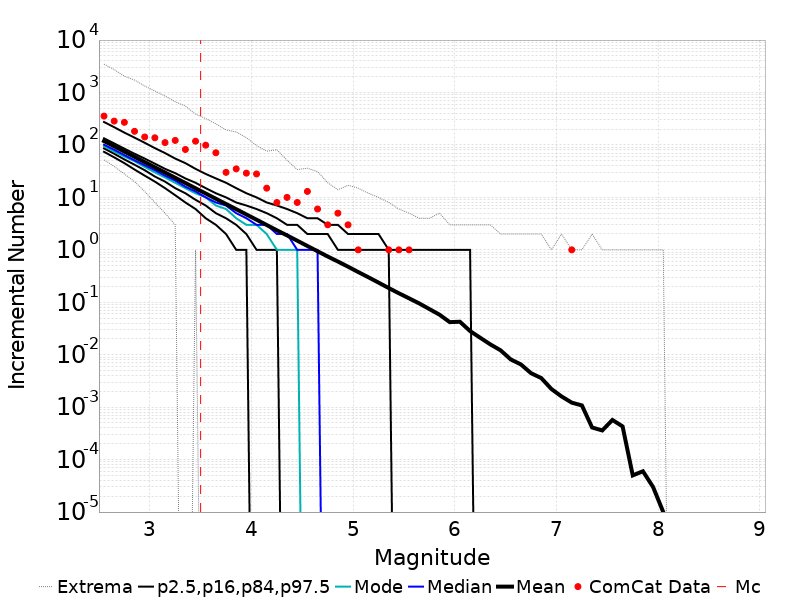 10^4
10^3
10^2
10^1
10^0
10^-1
10^-2
10^-3
10^-4
10^-5
Incremental Number
3 4 5 6 7 8 9
Magnitude
Extrema p2.5,p16,p84,p97.5 Mode Median Mean ComCat Data Mc